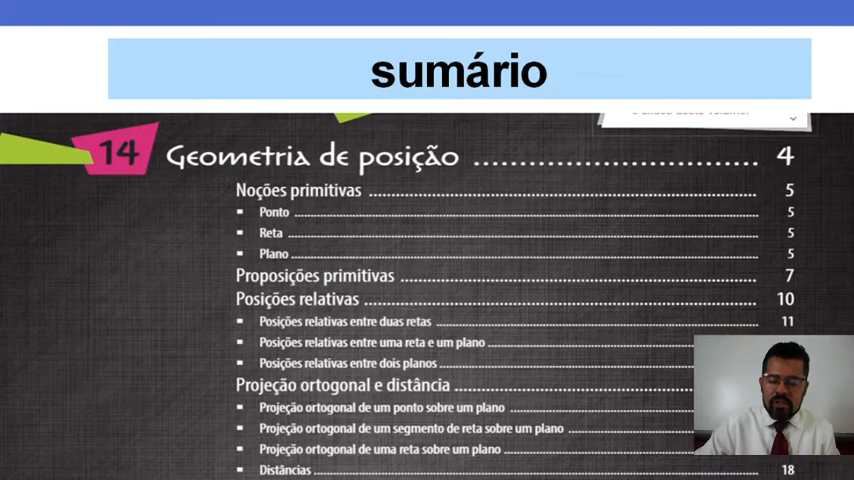 sumário
14 Geometria de posição 4
Noções primitivas 5
Ponto 5
Reta 5
Plano 5
Proposições primitivas 7
Posições relativas 10
Posições relativas entre duas retas 11
Posições relativas entre uma reta e um plano
Posições relativas entre dois planos
Projeção ortogonal e distância
Projeção ortogonal de um ponto sobre um plano
Projeção ortogonal de um segmento de reta sobre um plano
Projeção ortogonal de uma reta sobre um plano
Distâncias 18